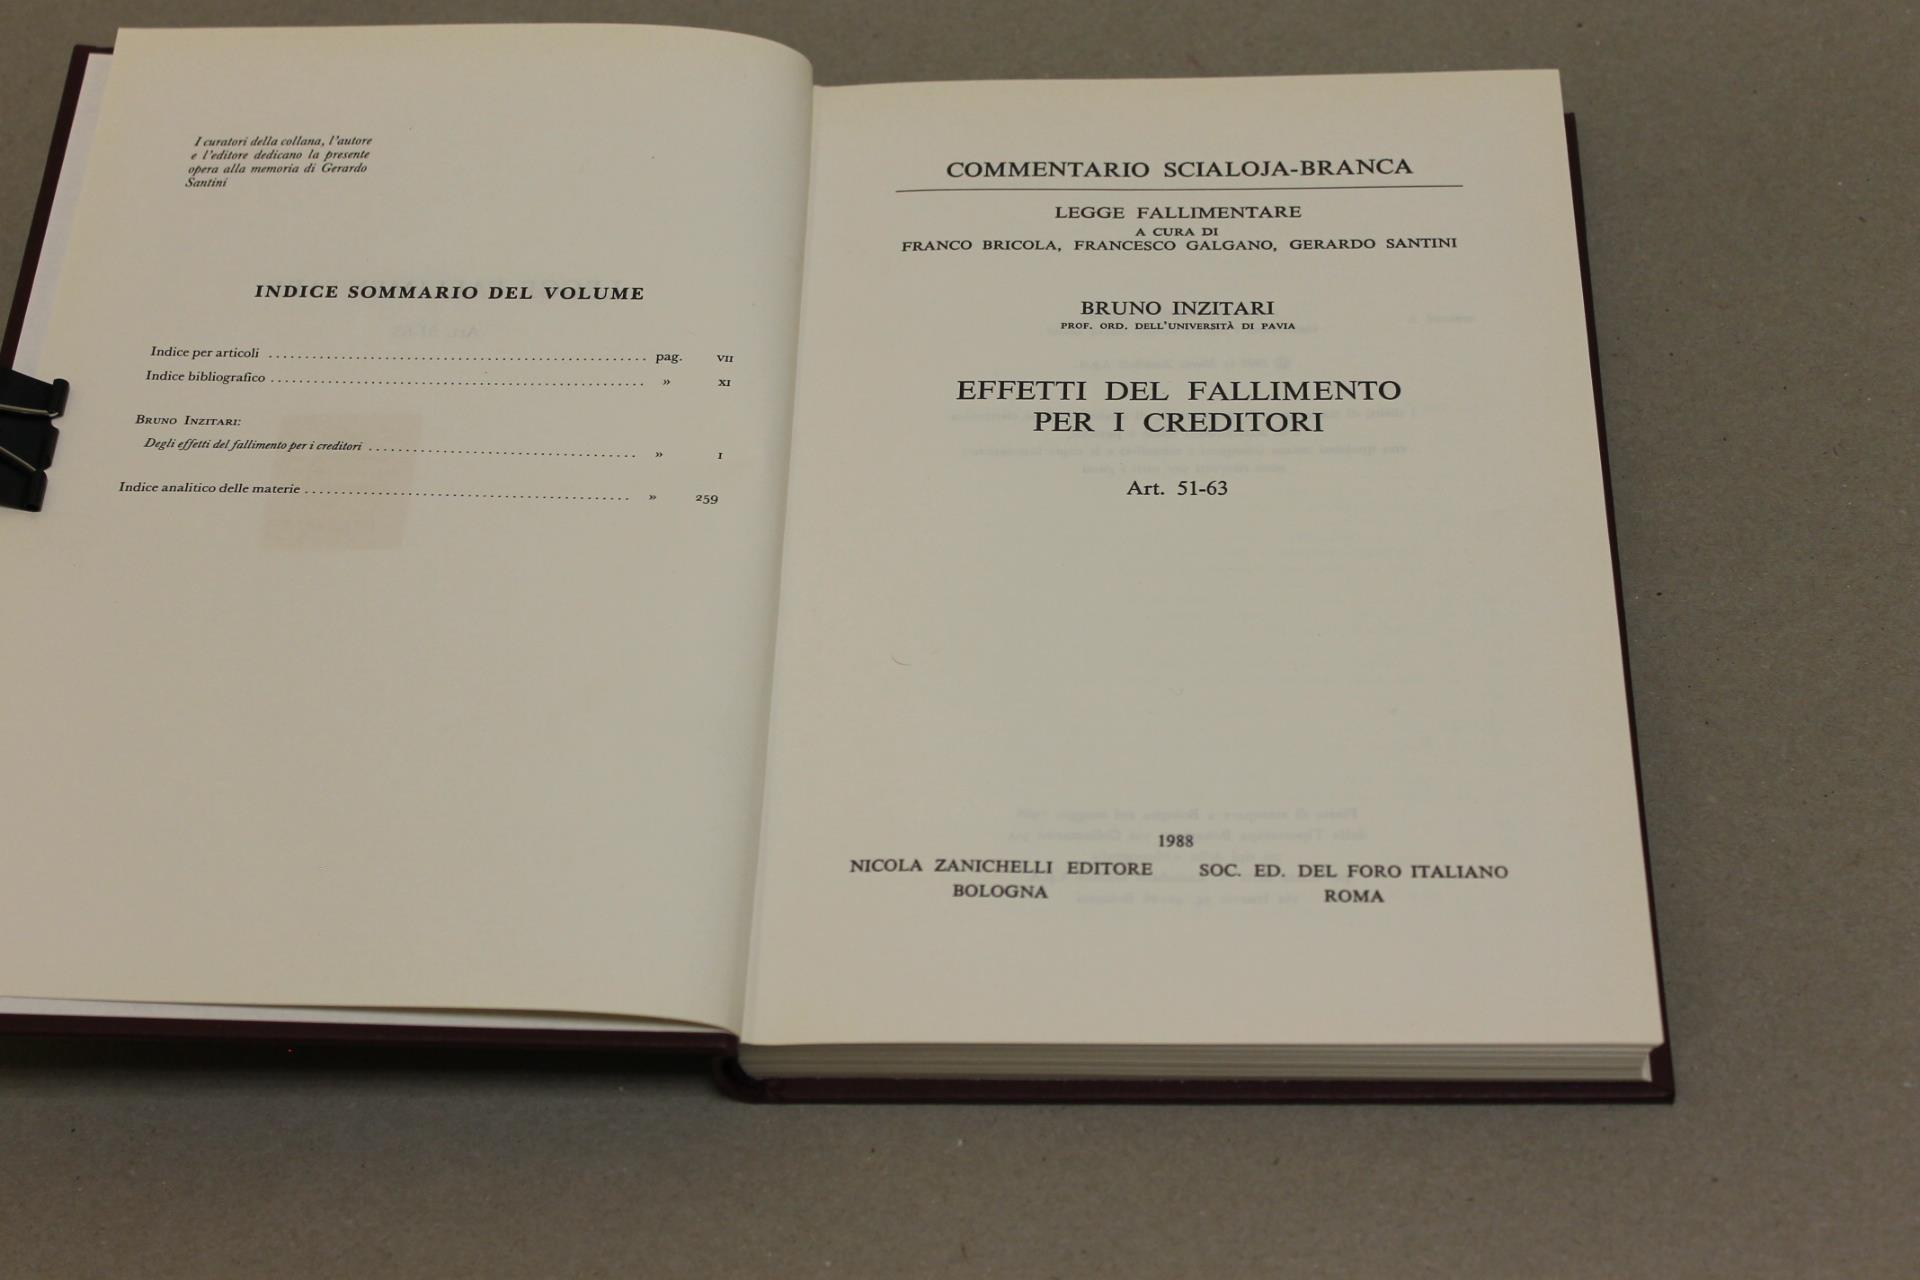 I curatori della collana, l'autore
e l'editore dedicano la presente
opera alla memoria di Gerardo
Santini
INDICE SOMMARIO DEL VOLUME
Indice per articoli ........................................ pag. VII
Indice bibliografico ........................................ » XI
BRUNO INZITARI:
Degli effetti del fallimento per i creditori ........................................ » I
Indice analitico delle materie ........................................ » 259
COMMENTARIO SCIALOJA-BRANCA
LEGGE FALLIMENTARE
A CURA DI
FRANCO BRICOLA, FRANCESCO GALGANO, GERARDO SANTINI
BRUNO INZITARI
PROF. ORD. DELL'UNIVERSITÀ DI PAVIA
EFFETTI DEL FALLIMENTO
PER I CREDITORI
Art. 51-63
1988
NICOLA ZANICHELLI EDITORE SOC. ED. DEL FORO ITALIANO
BOLOGNA ROMA